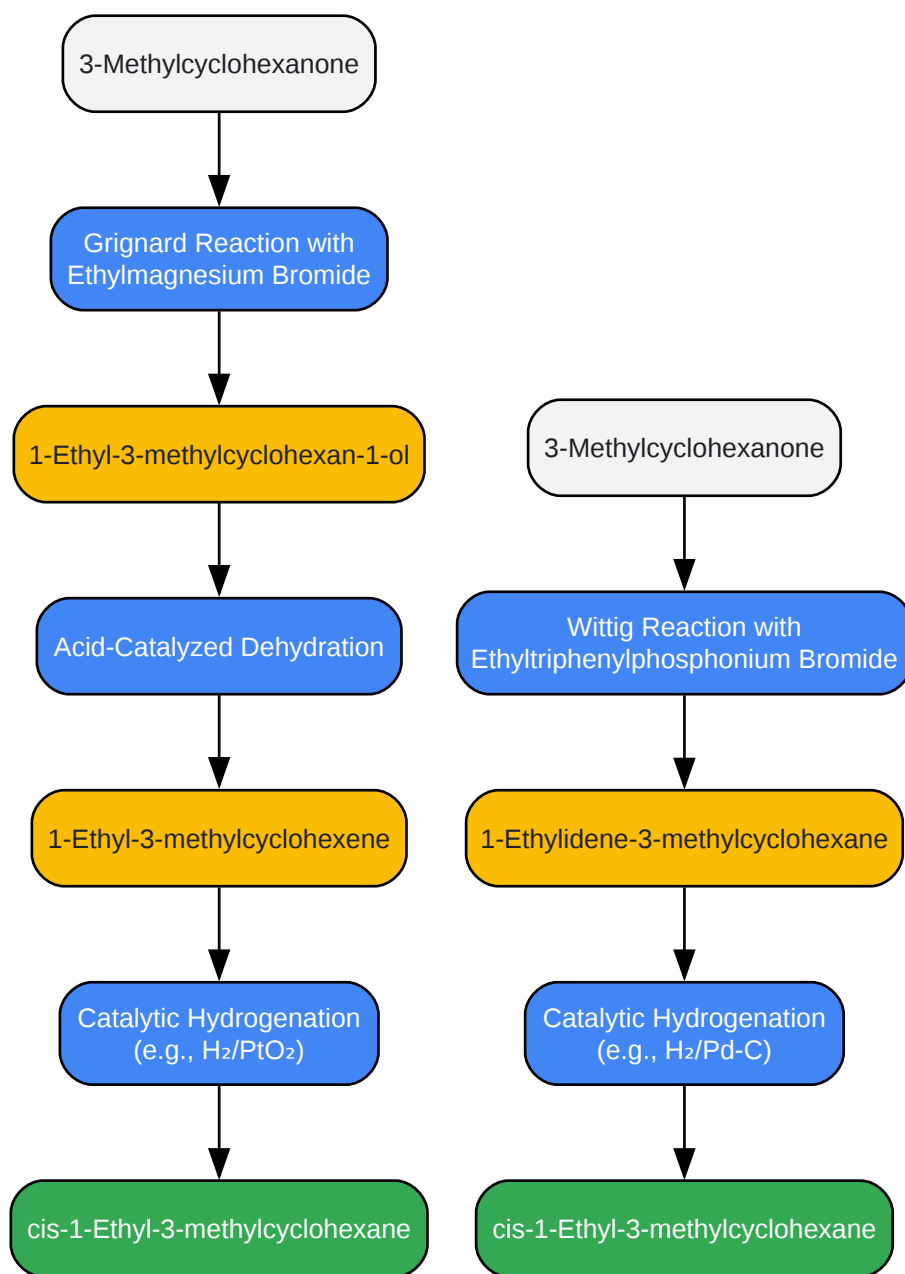 3-Methylcyclohexanone
Grignard Reaction with
Ethylmagnesium Bromide
1-Ethyl-3-methylcyclohexan-1-ol
Acid-Catalyzed Dehydration
1-Ethyl-3-methylcyclohexene
Catalytic Hydrogenation
(e.g., H₂/PtO₂)
cis-1-Ethyl-3-methylcyclohexane
3-Methylcyclohexanone
Wittig Reaction with
Ethyltriphenylphosphonium Bromide
1-Ethylidene-3-methylcyclohexane
Catalytic Hydrogenation
(e.g., H₂/Pd-C)
cis-1-Ethyl-3-methylcyclohexane